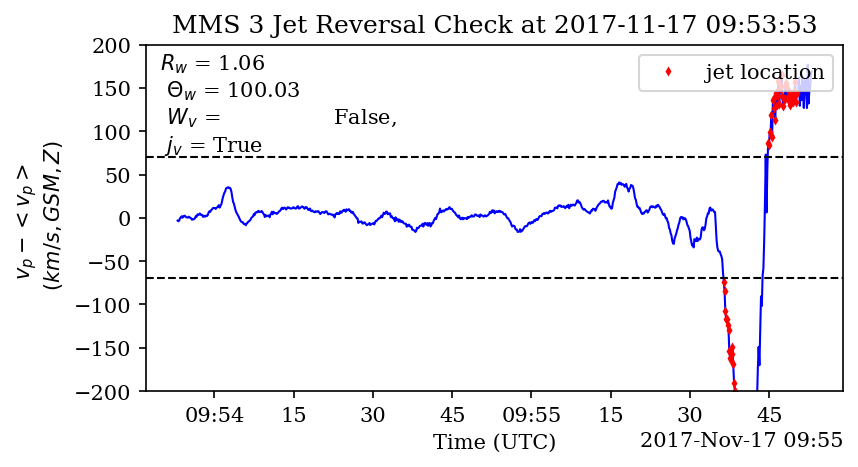 MMS 3 Jet Reversal Check at 2017-11-17 09:53:53
R_w = 1.06
Θ_w = 100.03
W_v = False,
j_v = True
jet location
v_p − <v_p>
(km/s, GSM, Z)
200
150
100
50
0
−50
−100
−150
−200
09:54 15 30 45 09:55 15 30 45
Time (UTC)
2017-Nov-17 09:55